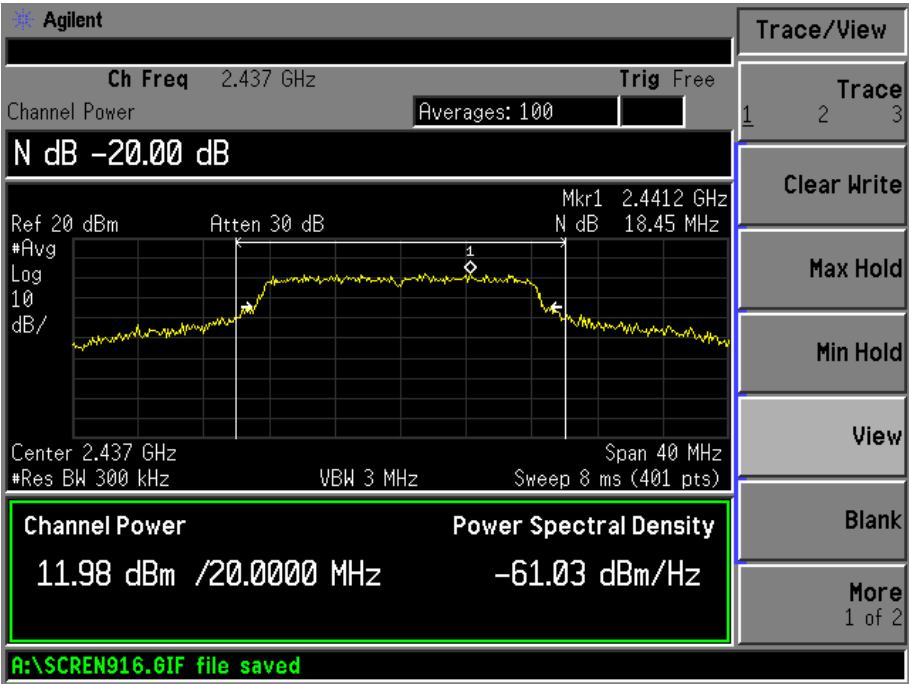 Agilent
Ch Freq 2.437 GHz Trig Free
Channel Power Averages: 100
N dB -20.00 dB
Mkr1 2.4412 GHz
Ref 20 dBm Atten 30 dB N dB 18.45 MHz
#Avg
Log
10
dB/
1
Center 2.437 GHz Span 40 MHz
#Res BW 300 kHz VBW 3 MHz Sweep 8 ms (401 pts)
Channel Power Power Spectral Density
11.98 dBm /20.0000 MHz -61.03 dBm/Hz
A:\SCREN916.GIF file saved
Trace/View
Trace
1 2 3
Clear Write
Max Hold
Min Hold
View
Blank
More
1 of 2